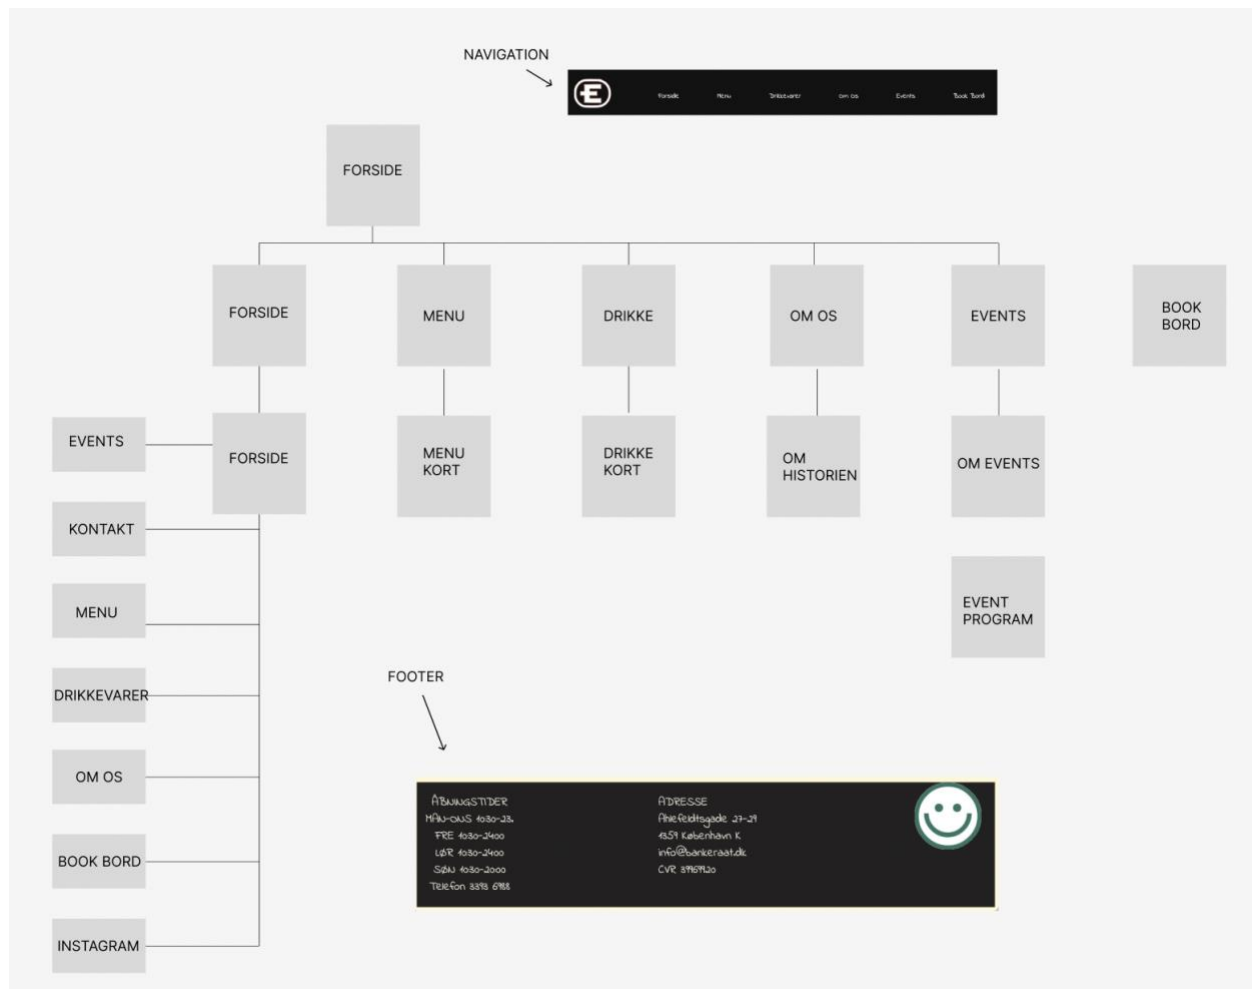 NAVIGATION
E
Forside Menu Drikkevarer Om Os Events Book Bord
FORSIDE
FORSIDE
MENU
DRIKKE
OM OS
EVENTS
BOOK
BORD
EVENTS
FORSIDE
MENU
KORT
DRIKKE
KORT
OM
HISTORIEN
OM EVENTS
KONTAKT
MENU
EVENT
PROGRAM
DRIKKEVARER
OM OS
BOOK BORD
INSTAGRAM
FOOTER
ÅBNINGSTIDER
MAN-ONS 1030-23.
FRE 1030-2400
LØR 1030-2400
SØN 1030-2000
Telefon 3393 6988
ADRESSE
Ahlefeldtsgade 27-29
1359 København K
info@bankeraat.dk
CVR